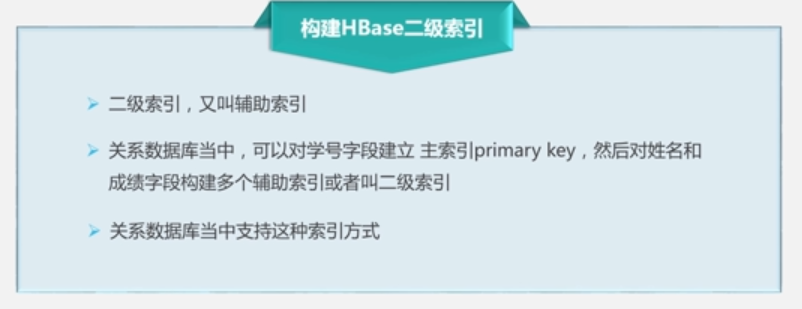 构建HBase二级索引
二级索引，又叫辅助索引
关系数据库当中，可以对学号字段建立 主索引primary key，然后对姓名和
成绩字段构建多个辅助索引或者叫二级索引
关系数据库当中支持这种索引方式